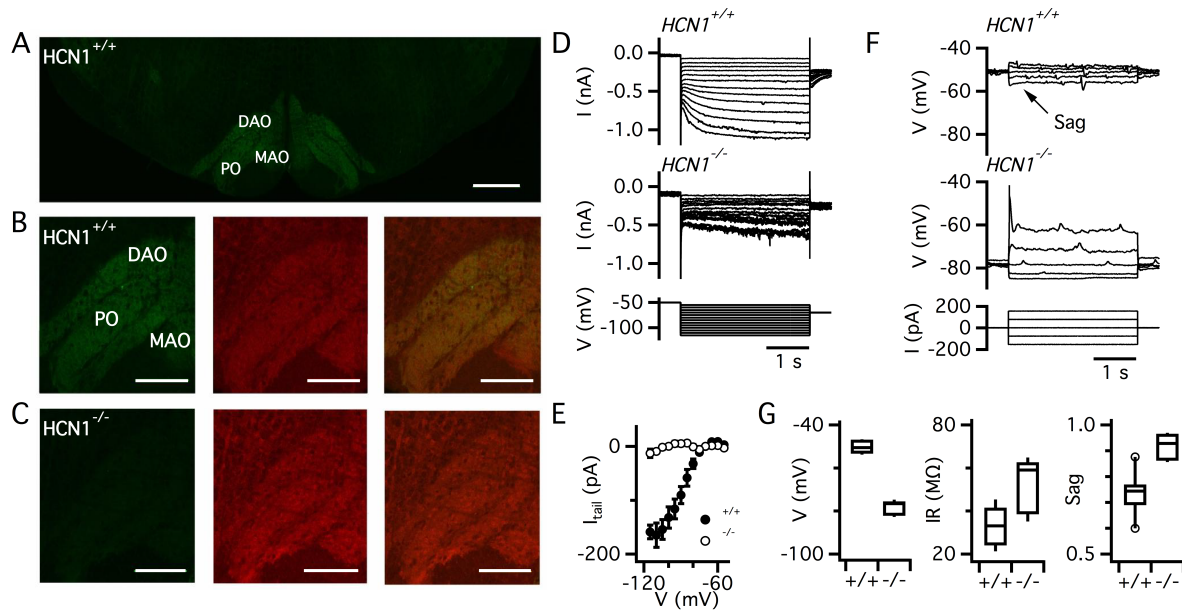 A
HCN1+/+
DAO
PO
MAO
B
HCN1+/+
DAO
PO
MAO
C
HCN1-/-
D
HCN1+/+
0.0
-0.5
-1.0
I (nA)
HCN1-/-
0.0
-0.5
-1.0
I (nA)
-50
-100
V (mV)
1 s
E
0
-200
Itail (pA)
+/+
-/-
-120
-60
V (mV)
F
HCN1+/+
-40
-60
-80
V (mV)
Sag
HCN1-/-
-40
-60
-80
V (mV)
200
0
-200
I (pA)
1 s
G
-40
-100
V (mV)
+/+ -/-
80
20
IR (MΩ)
+/+ -/-
1.0
0.5
Sag
+/+ -/-